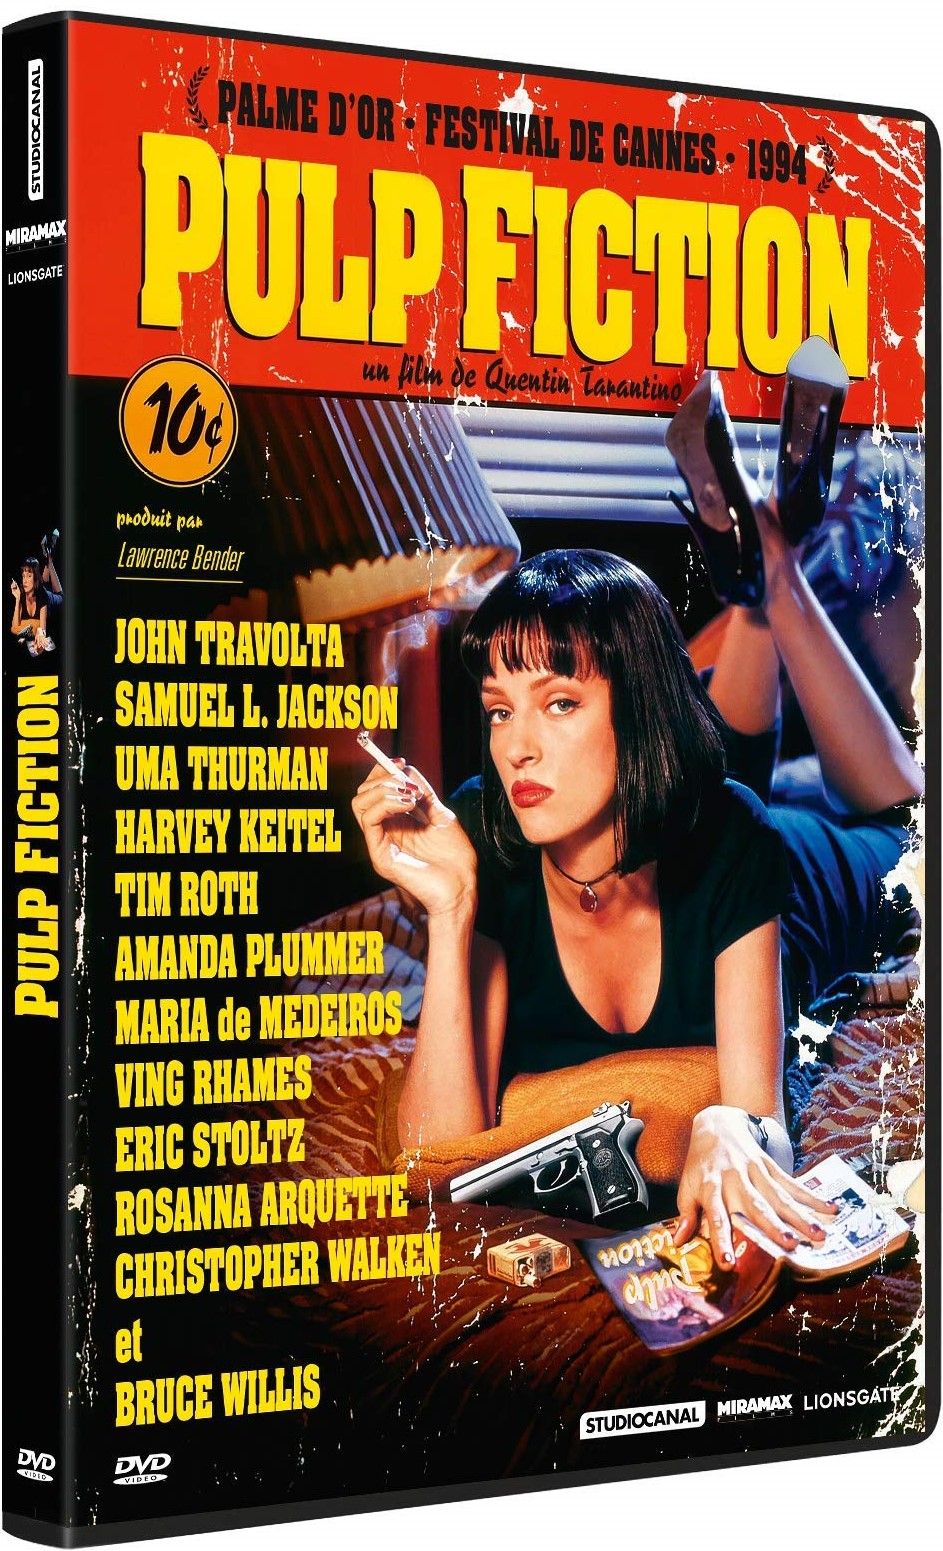 STUDIOCANAL
MIRAMAX
LIONSGATE
PULP FICTION
DVD
VIDEO
PALME D'OR · FESTIVAL DE CANNES · 1994
PULP FICTION
un film de Quentin Tarantino
10¢
produit par
Lawrence Bender
JOHN TRAVOLTA
SAMUEL L. JACKSON
UMA THURMAN
HARVEY KEITEL
TIM ROTH
AMANDA PLUMMER
MARIA de MEDEIROS
VING RHAMES
ERIC STOLTZ
ROSANNA ARQUETTE
CHRISTOPHER WALKEN
et
BRUCE WILLIS
Pulp
Fiction
STUDIOCANAL
MIRAMAX
LIONSGATE
DVD
VIDEO